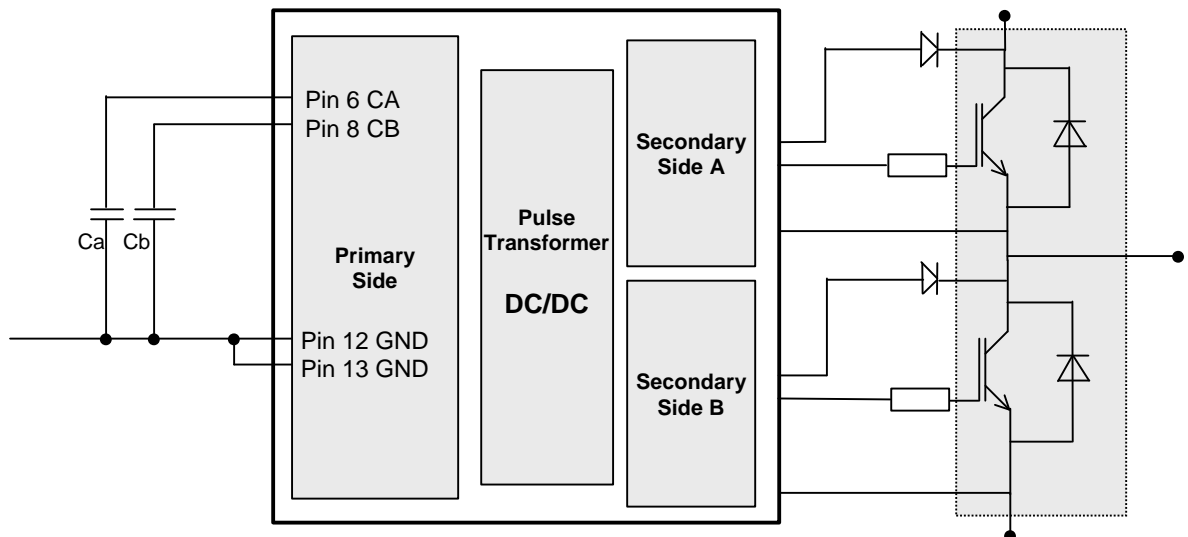 Pin 6 CA
Pin 8 CB
Ca
Cb
Primary
Side
Pin 12 GND
Pin 13 GND
Pulse
Transformer
DC/DC
Secondary
Side A
Secondary
Side B